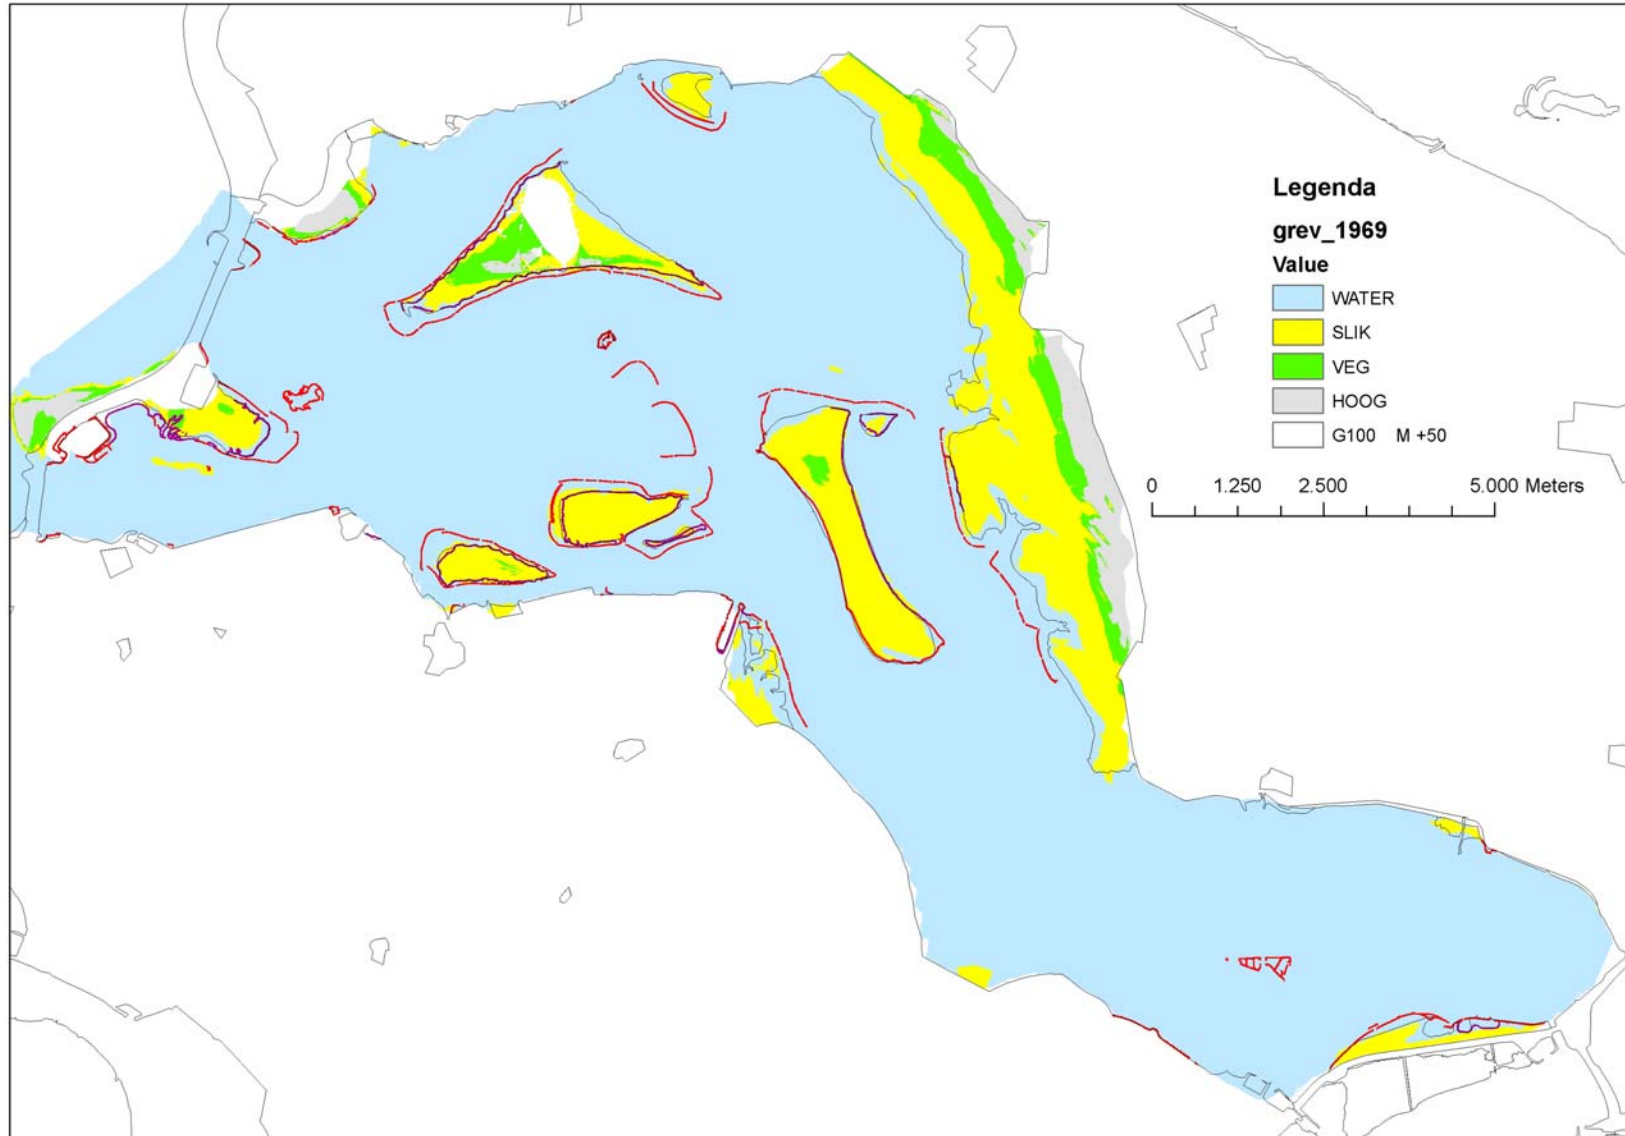 Legenda
grev_1969
Value
WATER
SLIK
VEG
HOOG
G100 M +50
0 1.250 2.500 5.000 Meters